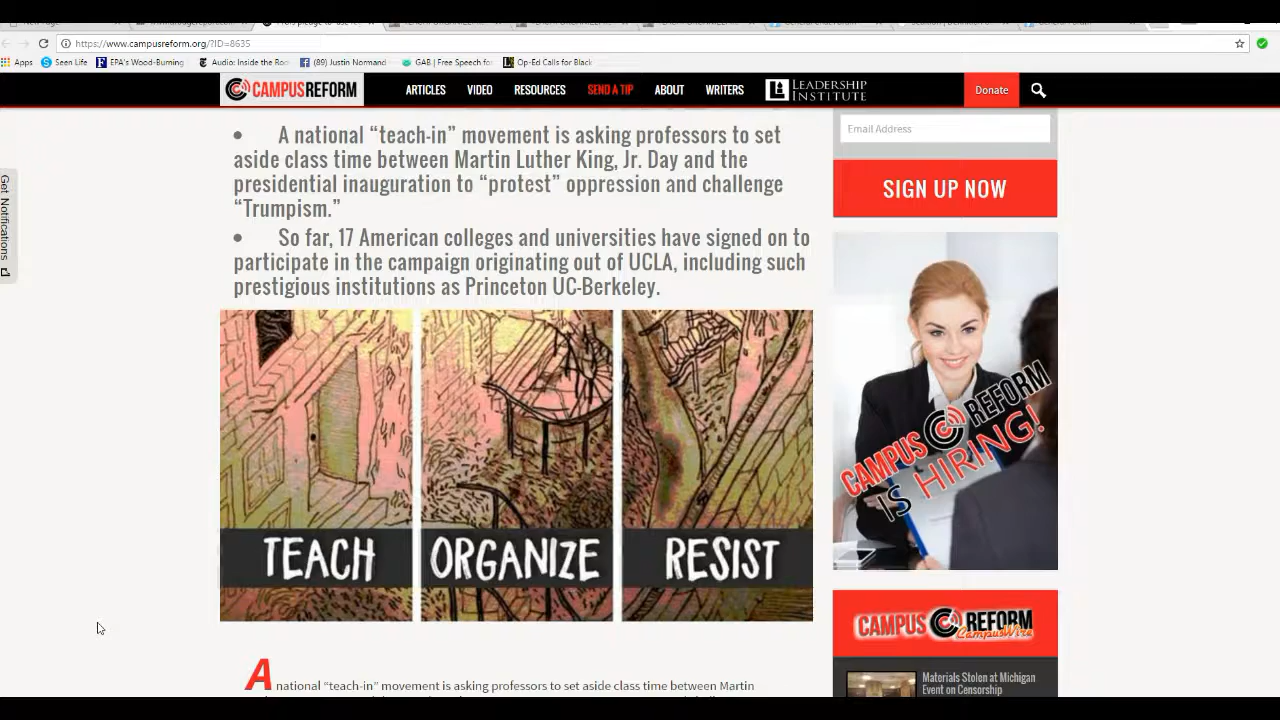 https://www.campusreform.org/?ID=8635
Apps
Seen Life
EPA's Wood-Burning
Audio: Inside the Ro
(89) Justin Normand
GAB | Free Speech fo
Op-Ed Calls for Black
CAMPUSREFORM
ARTICLES
VIDEO
RESOURCES
SEND A TIP
ABOUT
WRITERS
LEADERSHIP
INSTITUTE
Donate
Get Notifications
• A national “teach-in” movement is asking professors to set
aside class time between Martin Luther King, Jr. Day and the
presidential inauguration to “protest” oppression and challenge
“Trumpism.”
• So far, 17 American colleges and universities have signed on to
participate in the campaign originating out of UCLA, including such
prestigious institutions as Princeton UC-Berkeley.
TEACH
ORGANIZE
RESIST
A national “teach-in” movement is asking professors to set aside class time between Martin
Email Address
SIGN UP NOW
CAMPUS REFORM
IS HIRING!
CAMPUS REFORM
CampusWire
Materials Stolen at Michigan
Event on Censorship